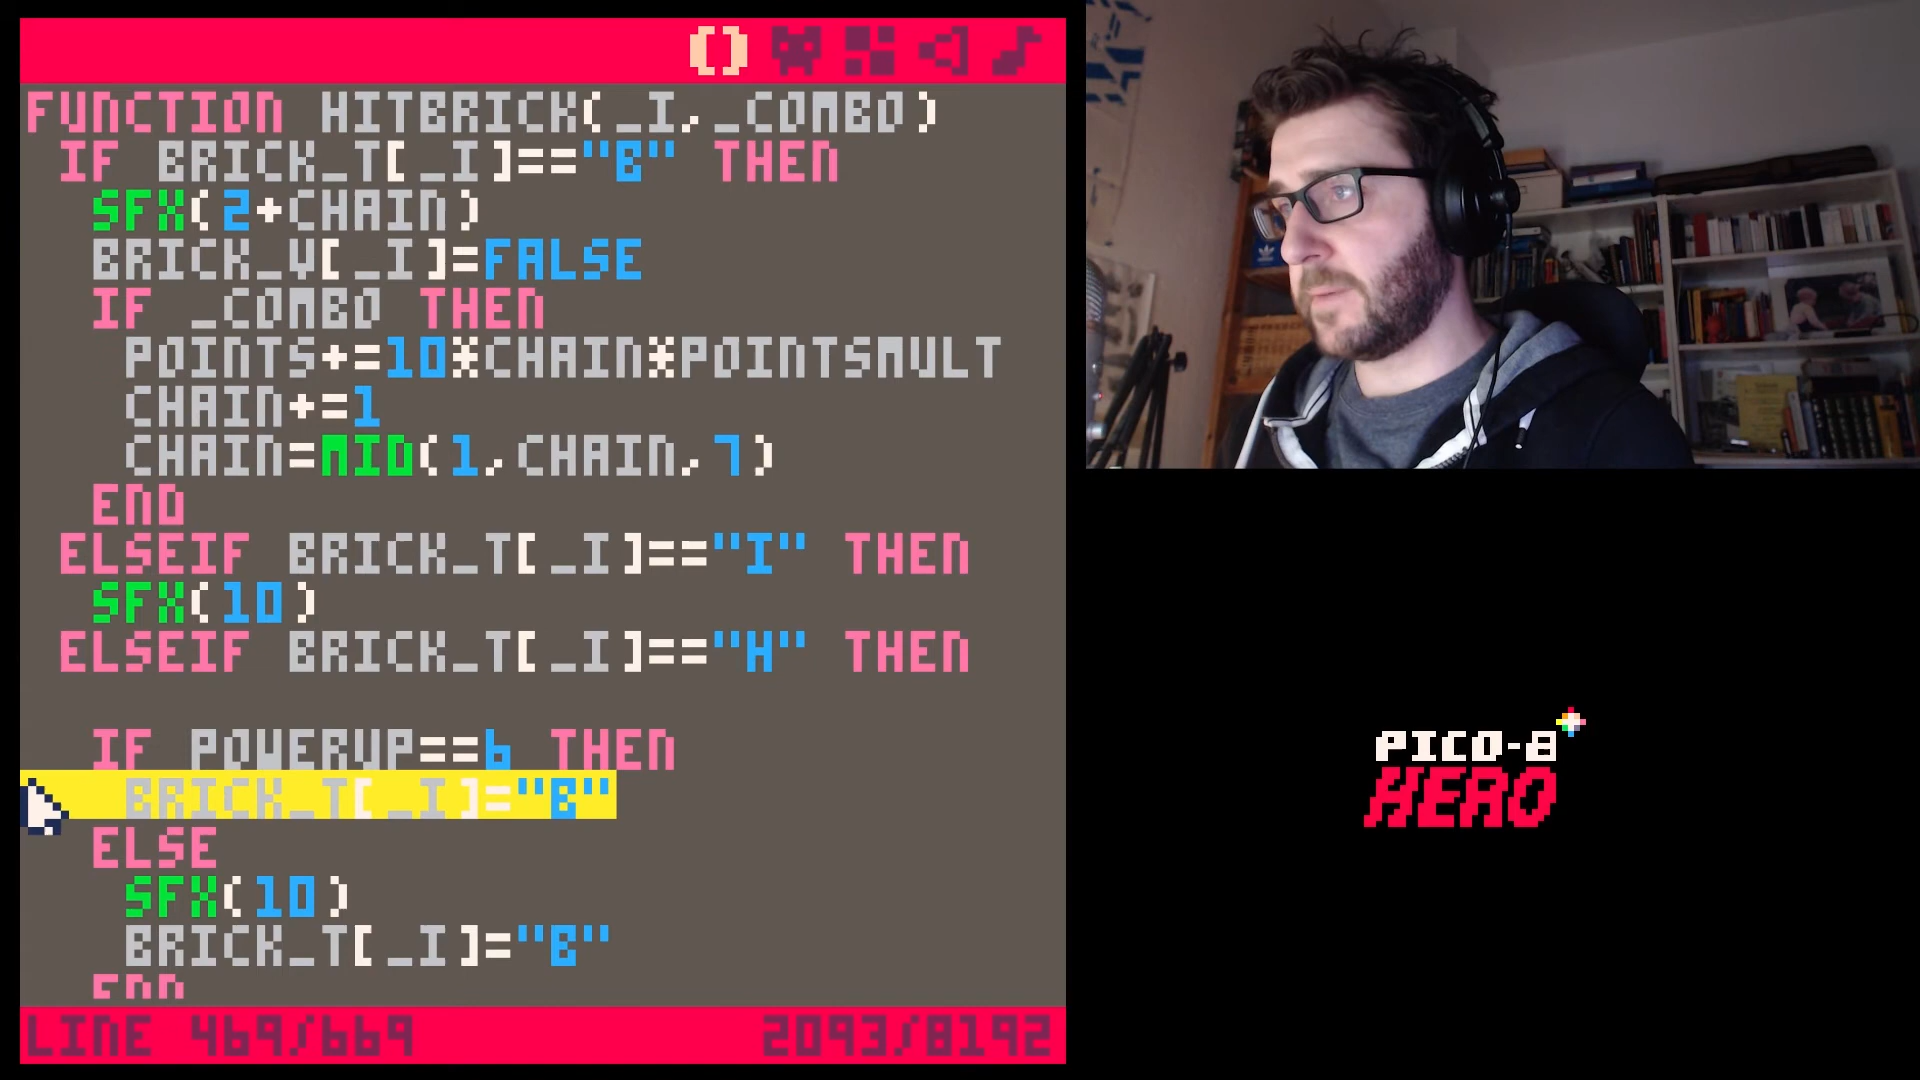 FUNCTION HITBRICK(_I,_COMBO)
IF BRICK_T[_I]=="B" THEN
SFX(2+CHAIN)
BRICK_V[_I]=FALSE
IF _COMBO THEN
POINTS+=10*CHAIN*POINTSMULT
CHAIN+=1
CHAIN=MID(1,CHAIN,7)
END
ELSEIF BRICK_T[_I]=="I" THEN
SFX(10)
ELSEIF BRICK_T[_I]=="H" THEN
IF POWERUP==6 THEN
BRICK_T[_I]="B"
ELSE
SFX(10)
BRICK_T[_I]="B"
END
LINE 469/669 2093/8192
PICO-8
HERO